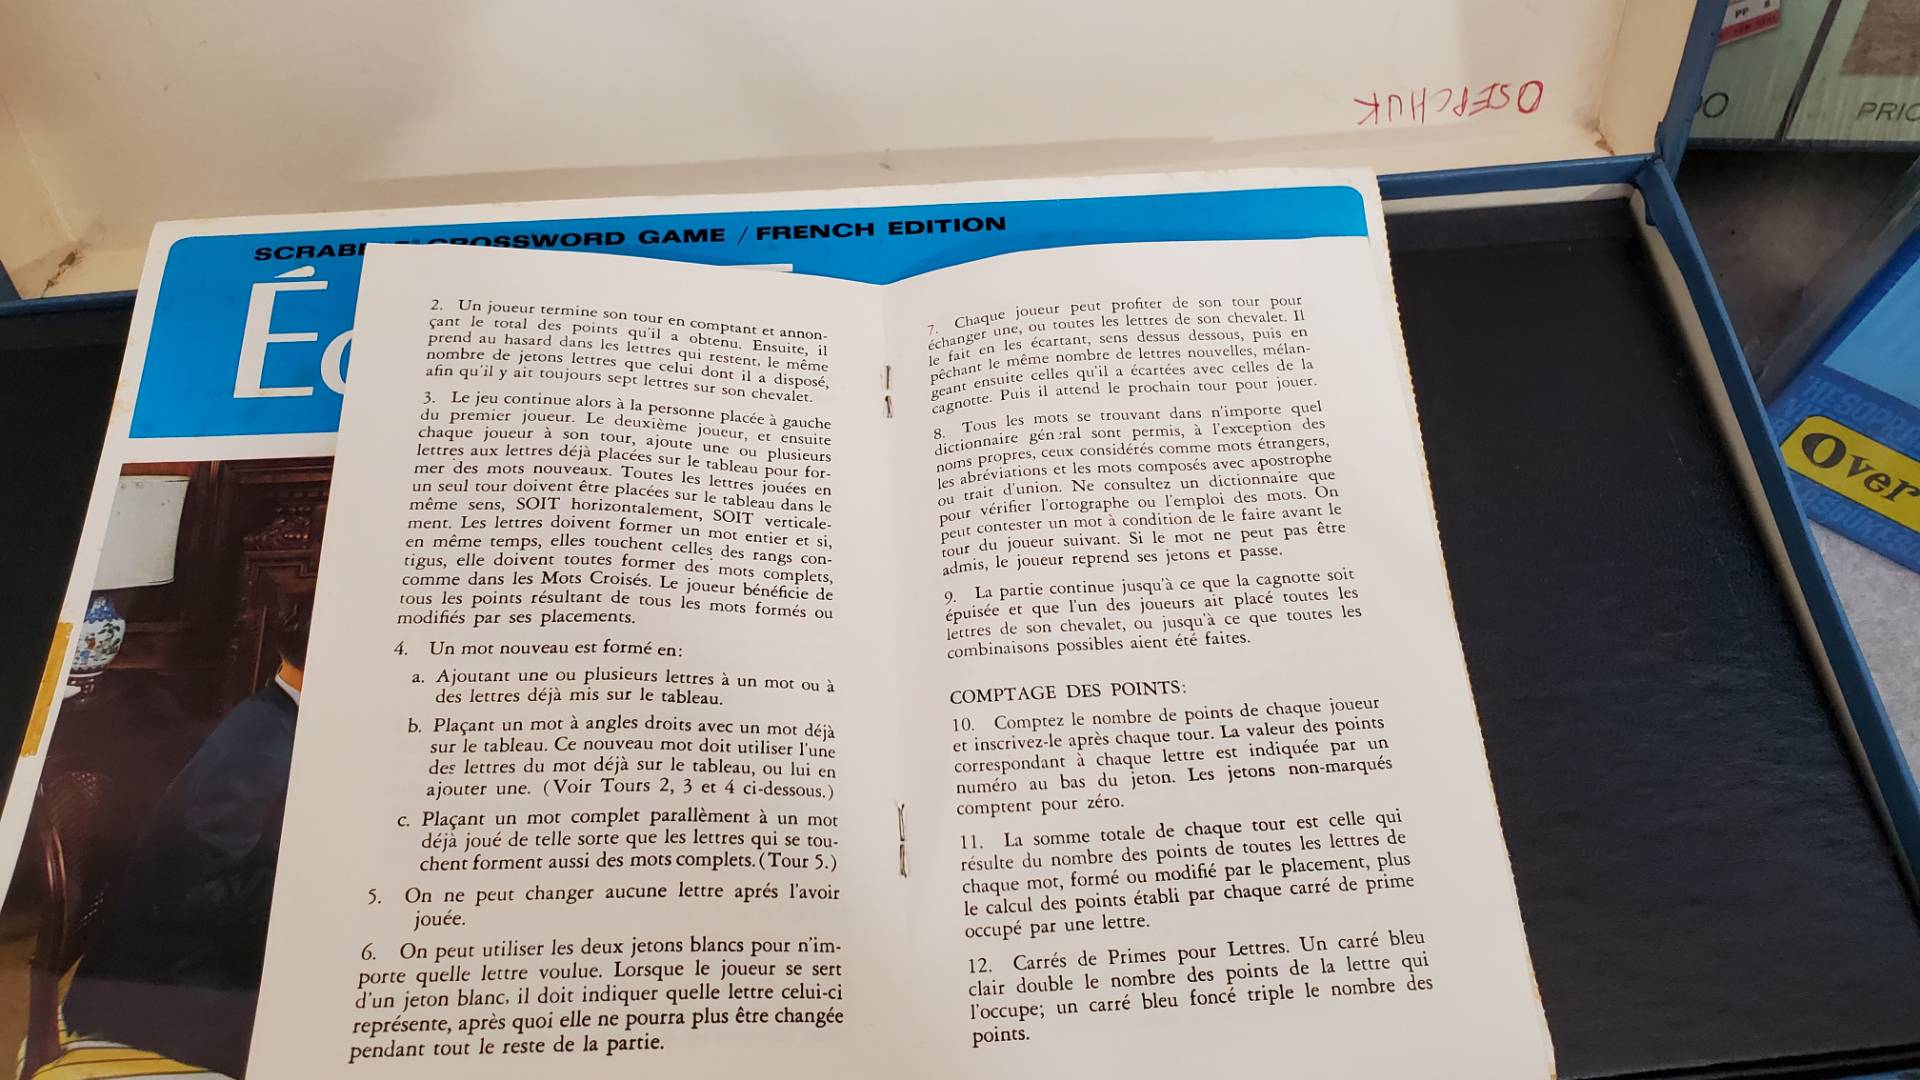 OSEPCHUK
PRIC
SCRABBLE CROSSWORD GAME / FRENCH EDITION
É
2. Un joueur termine son tour en comptant et annon-
çant le total des points qu'il a obtenu. Ensuite, il
prend au hasard dans les lettres qui restent, le même
nombre de jetons lettres que celui dont il a disposé,
afin qu'il y ait toujours sept lettres sur son chevalet.
3. Le jeu continue alors à la personne placée à gauche
du premier joueur. Le deuxième joueur, et ensuite
chaque joueur à son tour, ajoute une ou plusieurs
lettres aux lettres déjà placées sur le tableau pour for-
mer des mots nouveaux. Toutes les lettres jouées en
un seul tour doivent être placées sur le tableau dans le
même sens, SOIT horizontalement, SOIT verticale-
ment. Les lettres doivent former un mot entier et si,
en même temps, elles touchent celles des rangs con-
tigus, elle doivent toutes former des mots complets,
comme dans les Mots Croisés. Le joueur bénéficie de
tous les points résultant de tous les mots formés ou
modifiés par ses placements.
4. Un mot nouveau est formé en:
a. Ajoutant une ou plusieurs lettres à un mot ou à
des lettres déjà mis sur le tableau.
b. Plaçant un mot à angles droits avec un mot déjà
sur le tableau. Ce nouveau mot doit utiliser l'une
des lettres du mot déjà sur le tableau, ou lui en
ajouter une. (Voir Tours 2, 3 et 4 ci-dessous.)
c. Plaçant un mot complet parallèment à un mot
déjà joué de telle sorte que les lettres qui se tou-
chent forment aussi des mots complets. (Tour 5.)
5. On ne peut changer aucune lettre aprés l'avoir
jouée.
6. On peut utiliser les deux jetons blancs pour n'im-
porte quelle lettre voulue. Lorsque le joueur se sert
d'un jeton blanc, il doit indiquer quelle lettre celui-ci
représente, après quoi elle ne pourra plus être changée
pendant tout le reste de la partie.
7. Chaque joueur peut profiter de son tour pour
échanger une, ou toutes les lettres de son chevalet. Il
le fait en les écartant, sens dessus dessous, puis en
pêchant le même nombre de lettres nouvelles, mélan-
geant ensuite celles qu'il a écartées avec celles de la
cagnotte. Puis il attend le prochain tour pour jouer.
8. Tous les mots se trouvant dans n'importe quel
dictionnaire général sont permis, à l'exception des
noms propres, ceux considérés comme mots étrangers,
les abréviations et les mots composés avec apostrophe
ou trait d'union. Ne consultez un dictionnaire que
pour vérifier l'ortographe ou l'emploi des mots. On
peut contester un mot à condition de le faire avant le
tour du joueur suivant. Si le mot ne peut pas être
admis, le joueur reprend ses jetons et passe.
9. La partie continue jusqu'à ce que la cagnotte soit
épuisée et que l'un des joueurs ait placé toutes les
lettres de son chevalet, ou jusqu'à ce que toutes les
combinaisons possibles aient été faites.
COMPTAGE DES POINTS:
10. Comptez le nombre de points de chaque joueur
et inscrivez-le après chaque tour. La valeur des points
correspondant à chaque lettre est indiquée par un
numéro au bas du jeton. Les jetons non-marqués
comptent pour zéro.
11. La somme totale de chaque tour est celle qui
résulte du nombre des points de toutes les lettres de
chaque mot, formé ou modifié par le placement, plus
le calcul des points établi par chaque carré de prime
occupé par une lettre.
12. Carrés de Primes pour Lettres. Un carré bleu
clair double le nombre des points de la lettre qui
l'occupe; un carré bleu foncé triple le nombre des
points.
Over